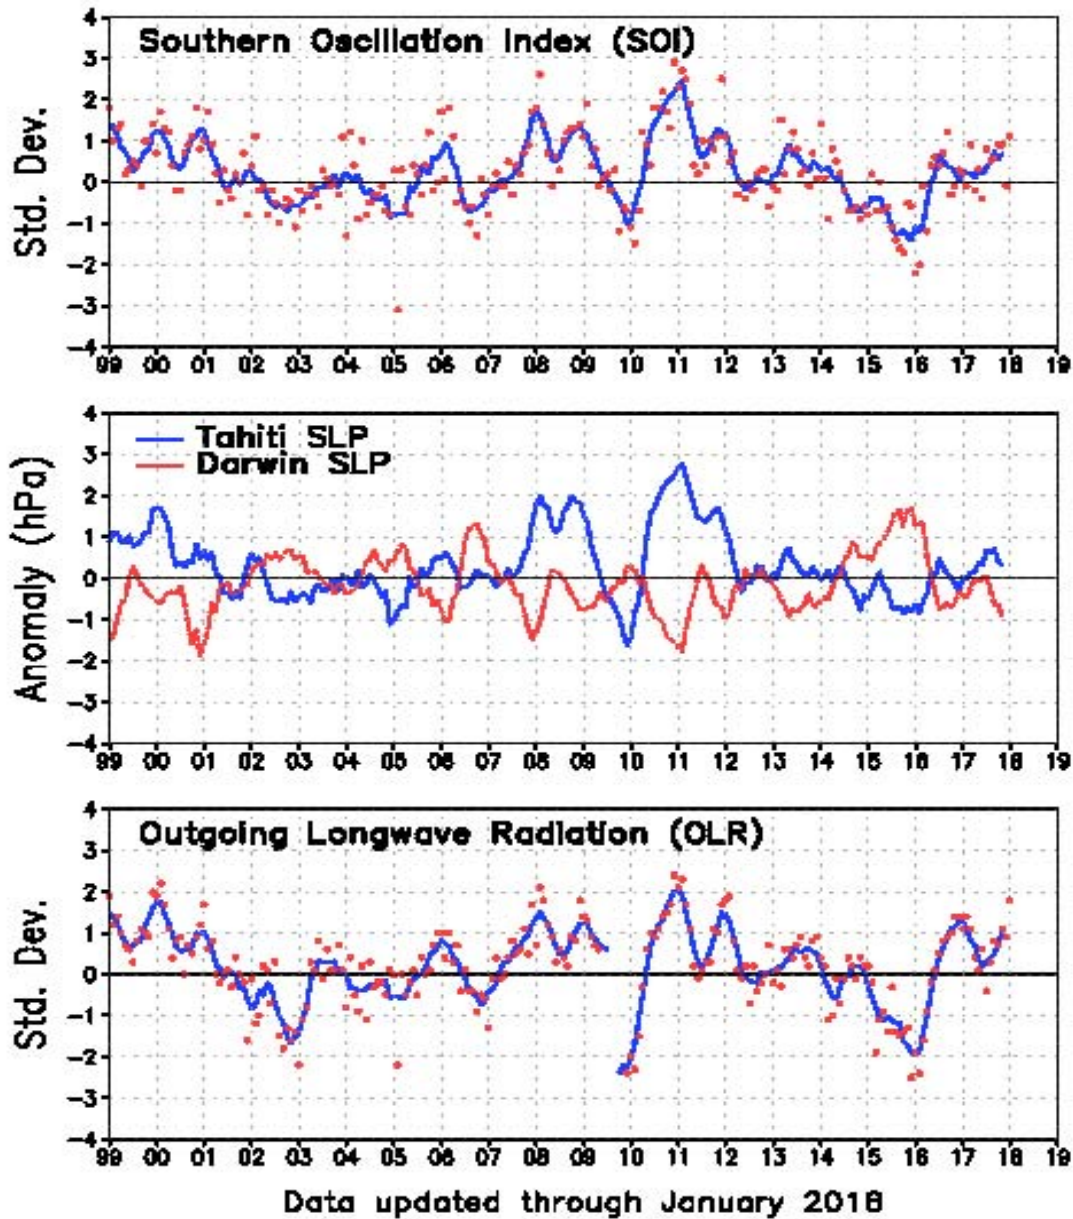 Southern Oscillation Index (SOI)
Std. Dev.
4
3
2
1
0
-1
-2
-3
-4
99 00 01 02 03 04 05 06 07 08 09 10 11 12 13 14 15 16 17 18 19
Tahiti SLP
Darwin SLP
Anomaly (hPa)
4
3
2
1
0
-1
-2
-3
-4
99 00 01 02 03 04 05 06 07 08 09 10 11 12 13 14 15 16 17 18 19
Outgoing Longwave Radiation (OLR)
Std. Dev.
4
3
2
1
0
-1
-2
-3
-4
99 00 01 02 03 04 05 06 07 08 09 10 11 12 13 14 15 16 17 18 19
Data updated through January 2018